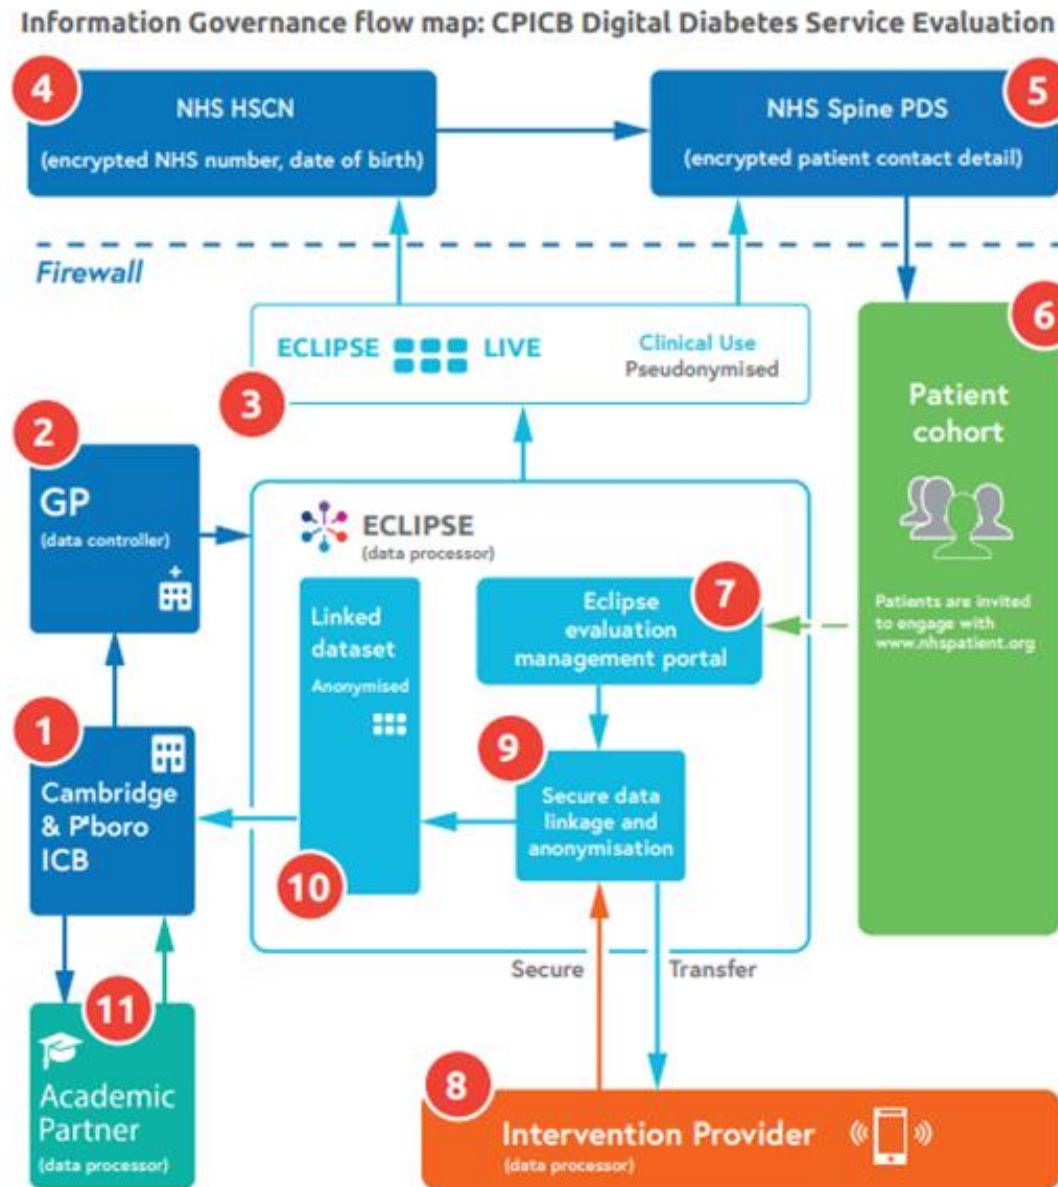 Information Governance flow map: CPICB Digital Diabetes Service Evaluation
4
NHS HSCN
(encrypted NHS number, date of birth)
5
NHS Spine PDS
(encrypted patient contact detail)
Firewall
3
ECLIPSE LIVE
Clinical Use
Pseudonymised
6
Patient
cohort
Patients are invited
to engage with
www.nhspatient.org
2
GP
(data controller)
ECLIPSE
(data processor)
Linked
dataset
Anonymised
10
7
Eclipse
evaluation
management portal
9
Secure data
linkage and
anonymisation
1
Cambridge
& P'boro
ICB
Secure Transfer
11
Academic
Partner
(data processor)
8
Intervention Provider
(data processor)